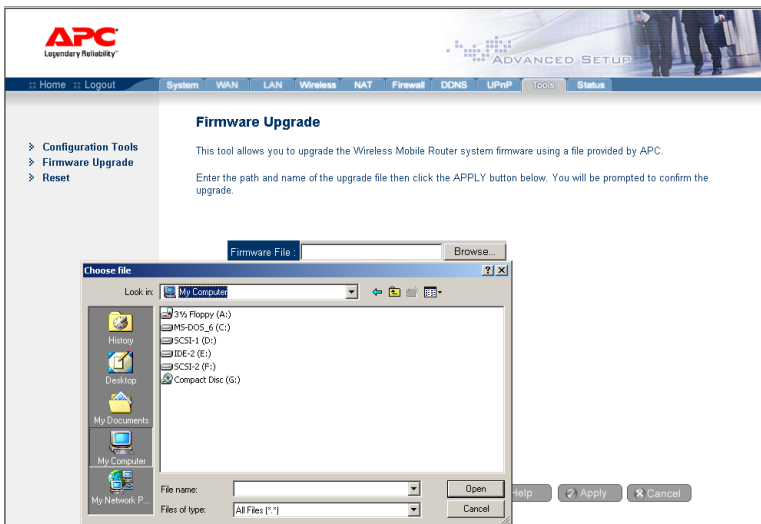 APC
Legendary Reliability™
ADVANCED SETUP
:: Home :: Logout
System WAN LAN Wireless NAT Firewall DDNS UPnP Tools Status
Firmware Upgrade
Configuration Tools
Firmware Upgrade
Reset
This tool allows you to upgrade the Wireless Mobile Router system firmware using a file provided by APC.
Enter the path and name of the upgrade file then click the APPLY button below. You will be prompted to confirm the
upgrade.
Firmware File : Browse...
Choose file
Look in: My Computer
3½ Floppy (A:)
MS-DOS_6 (C:)
SCSI-1 (D:)
IDE-2 (E:)
SCSI-2 (F:)
Compact Disc (G:)
History
Desktop
My Documents
My Computer
My Network P...
File name: Open
Files of type: All Files (*.*) Cancel
Help Apply Cancel